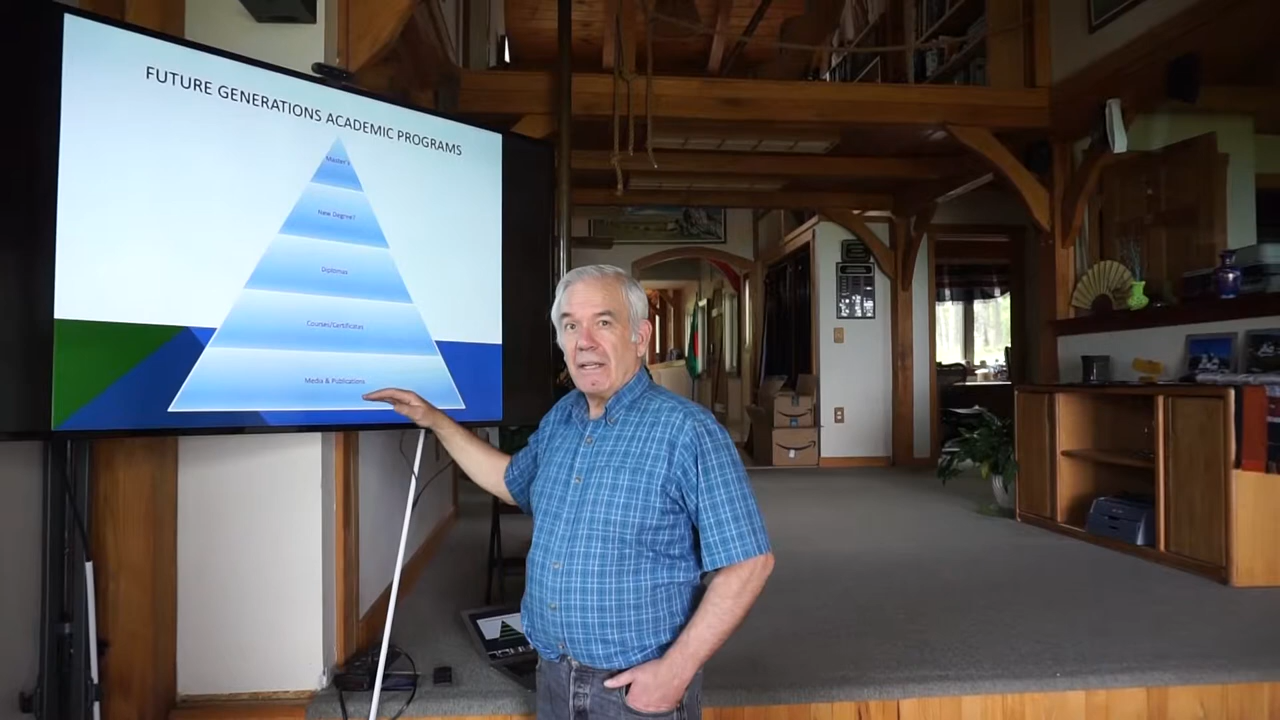 FUTURE GENERATIONS ACADEMIC PROGRAMS
Master's
New Degree?
Diplomas
Courses/Certificates
Media & Publications